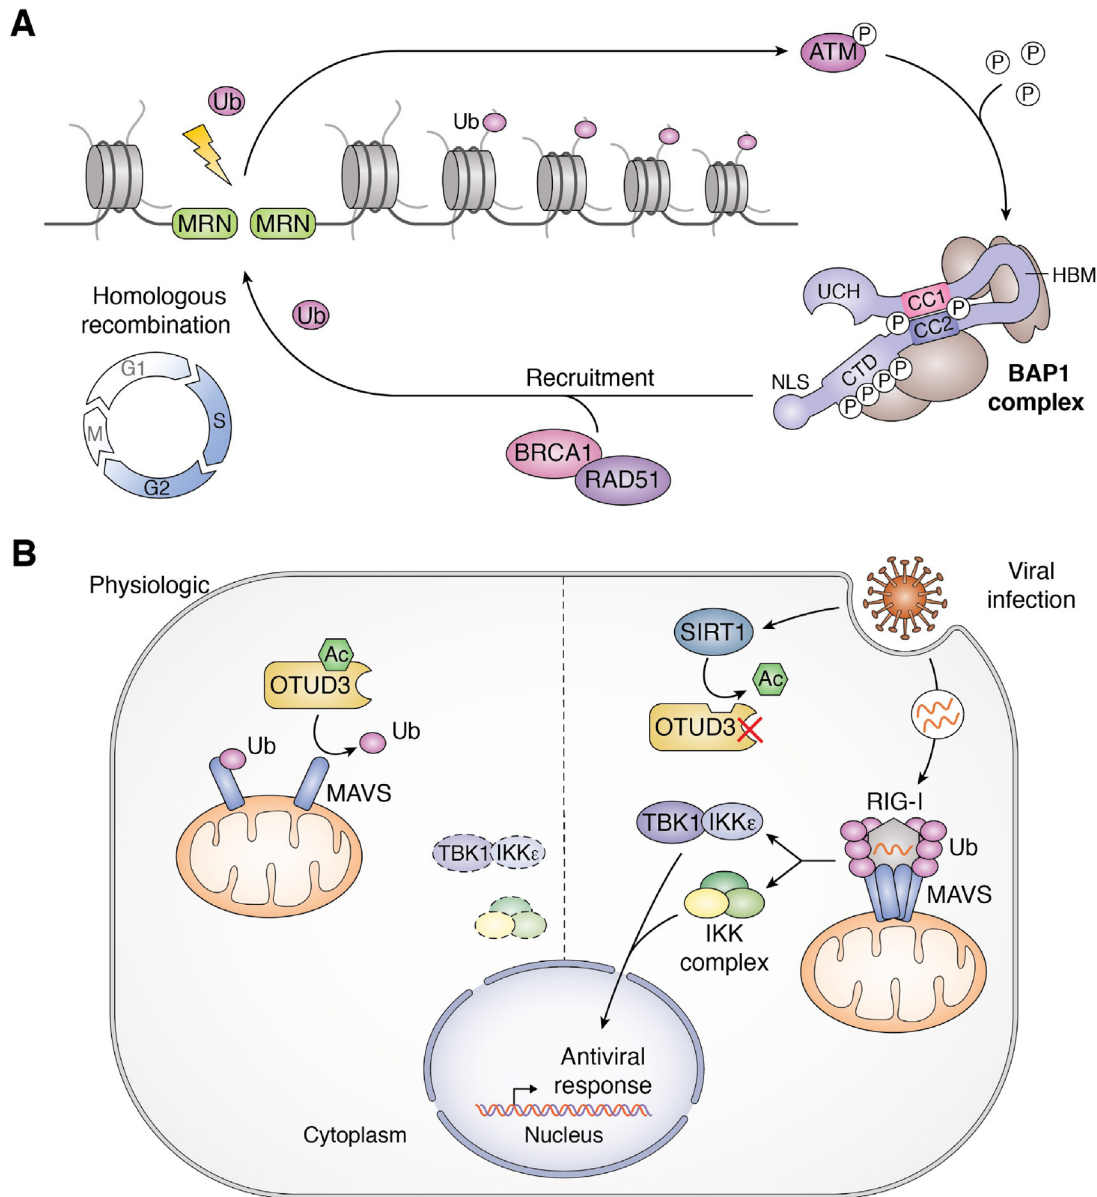 A
ATM
P
P
P
P
Ub
Ub
MRN
MRN
HBM
UCH
CC1
P
P
CC2
CTD
P
P
P
P
NLS
BAP1
complex
Homologous
recombination
Ub
Recruitment
BRCA1
RAD51
G1
S
M
G2
B
Physiologic
Viral
infection
SIRT1
Ac
Ac
OTUD3
OTUD3
Ub
Ub
MAVS
RIG-I
TBK1
IKKε
Ub
MAVS
TBK1
IKKε
IKK
complex
Antiviral
response
Nucleus
Cytoplasm